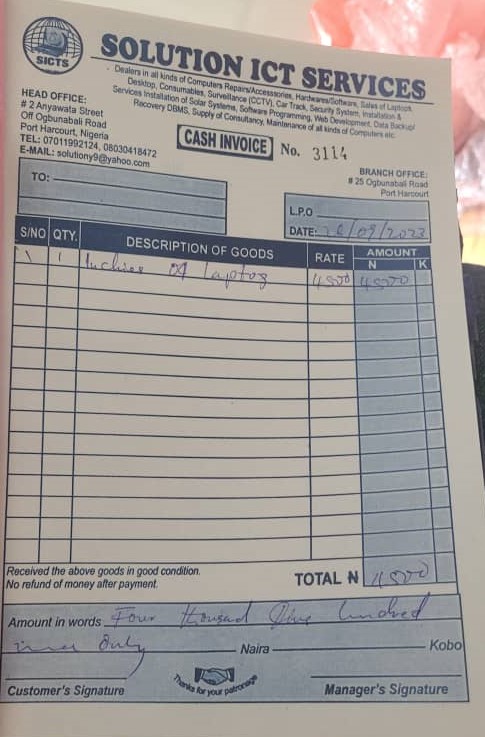 SICTS
SOLUTION ICT SERVICES
Dealers in all kinds of Computers Repairs/Accessories, Hardwares/Software, Sales of Laptops,
Desktop, Consumables, Surveillance (CCTV), Car Track, Security System, Installation &
Services Installation of Solar Systems, Software Programming, Web Development, Data Backup/
Recovery DBMS, Supply of Consultancy, Maintenance of all kinds of Computers etc.
HEAD OFFICE:
# 2 Anyawata Street
Off Ogbunabali Road
Port Harcourt, Nigeria
TEL: 07011992124, 08030418472
E-MAIL: solutiony9@yahoo.com
CASH INVOICE No. 3114
BRANCH OFFICE:
# 25 Ogbunabali Road
Port Harcourt
TO:
L.P.O
DATE: /09/2023
S/NO QTY. DESCRIPTION OF GOODS RATE AMOUNT
N K
1 1 of Laptop 4500 4500
Received the above goods in good condition.
No refund of money after payment.
TOTAL N 4500
Amount in words Four thousand five hundred
only Naira Kobo
Customer's Signature
Thanks for your patronage
Manager's Signature